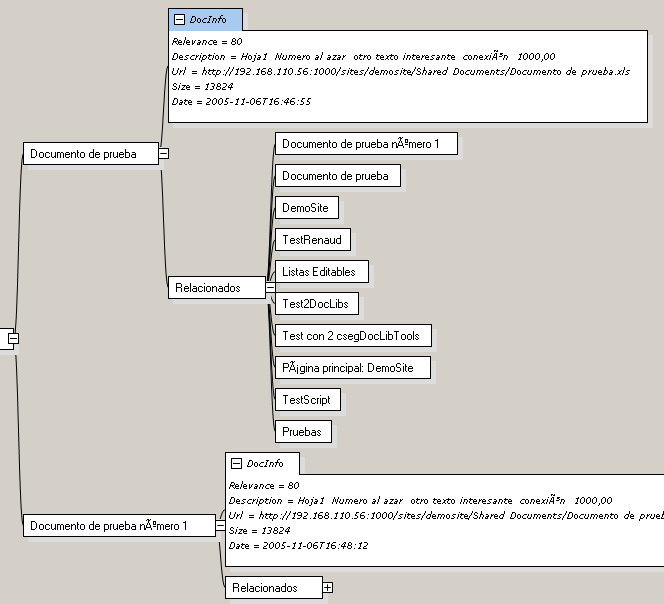 DocInfo
Relevance = 80
Description = Hoja1 Numero al azar otro texto interesante conexiÃ³n 1000,00
Url = http://192.168.110.56:1000/sites/demosite/Shared Documents/Documento de prueba.xls
Size = 13824
Date = 2005-11-06T16:46:55
Documento de prueba
Documento de prueba nÃºmero 1
Documento de prueba
DemoSite
TestRenaud
Listas Editables
Relacionados
Test2DocLibs
Test con 2 csegDocLibTools
PÃ¡gina principal: DemoSite
TestScript
Pruebas
DocInfo
Relevance = 80
Description = Hoja1 Numero al azar otro texto interesante conexiÃ³n 1000,00
Url = http://192.168.110.56:1000/sites/demosite/Shared Documents/Documento de prueb
Size = 13824
Date = 2005-11-06T16:48:12
Documento de prueba nÃºmero 1
Relacionados